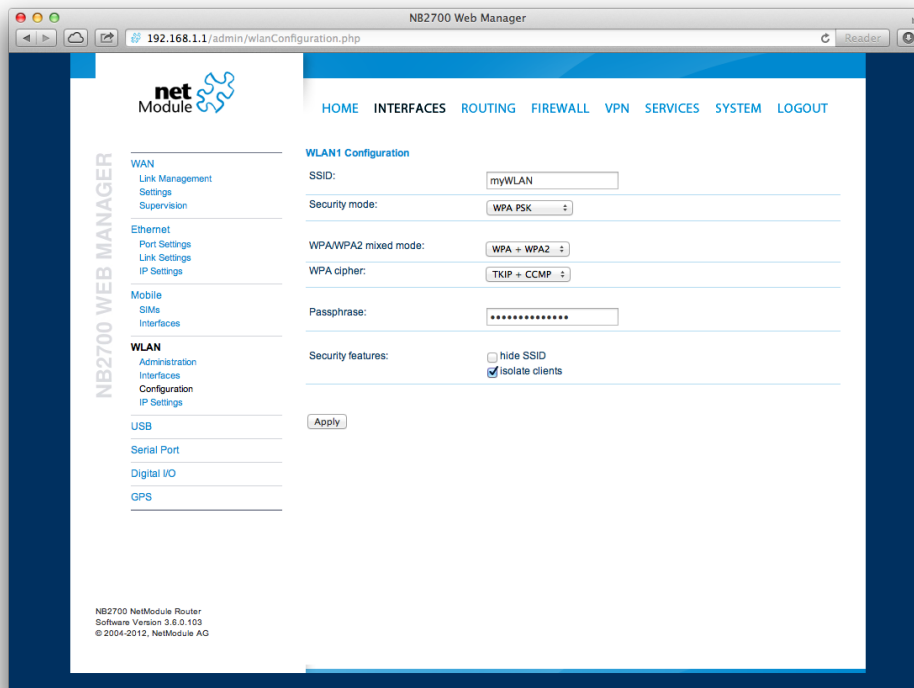 NB2700 Web Manager
192.168.1.1/admin/wlanConfiguration.php
Reader
net
Module
HOME INTERFACES ROUTING FIREWALL VPN SERVICES SYSTEM LOGOUT
NB2700 WEB MANAGER
WAN
Link Management
Settings
Supervision
Ethernet
Port Settings
Link Settings
IP Settings
Mobile
SIMs
Interfaces
WLAN
Administration
Interfaces
Configuration
IP Settings
USB
Serial Port
Digital I/O
GPS
WLAN1 Configuration
SSID: myWLAN
Security mode: WPA PSK
WPA/WPA2 mixed mode: WPA + WPA2
WPA cipher: TKIP + CCMP
Passphrase: ••••••••••••••
Security features: hide SSID
isolate clients
Apply
NB2700 NetModule Router
Software Version 3.6.0.103
© 2004-2012, NetModule AG